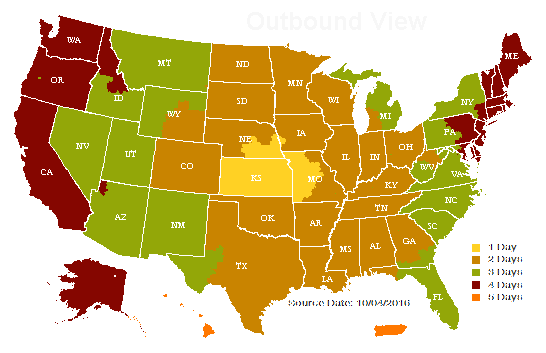 Outbound View
WA
MT
ND
MN
ME
OR
ID
SD
WI
MI
NY
WY
NE
IA
PA
NV
UT
CO
KS
MO
IL
IN
OH
WV
VA
CA
KY
NC
AZ
NM
OK
AR
TN
SC
TX
LA
MS
AL
GA
FL
1 Day
2 Days
3 Days
4 Days
5 Days
Source Date: 10/04/2016